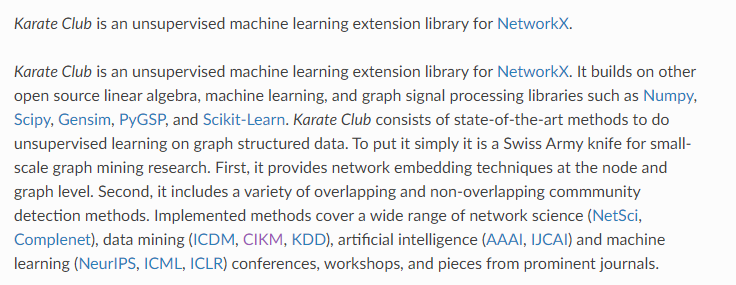 Karate Club is an unsupervised machine learning extension library for NetworkX.
Karate Club is an unsupervised machine learning extension library for NetworkX. It builds on other
open source linear algebra, machine learning, and graph signal processing libraries such as Numpy,
Scipy, Gensim, PyGSP, and Scikit-Learn. Karate Club consists of state-of-the-art methods to do
unsupervised learning on graph structured data. To put it simply it is a Swiss Army knife for small-
scale graph mining research. First, it provides network embedding techniques at the node and
graph level. Second, it includes a variety of overlapping and non-overlapping commmunity
detection methods. Implemented methods cover a wide range of network science (NetSci,
Complenet), data mining (ICDM, CIKM, KDD), artificial intelligence (AAAI, IJCAI) and machine
learning (NeurIPS, ICML, ICLR) conferences, workshops, and pieces from prominent journals.